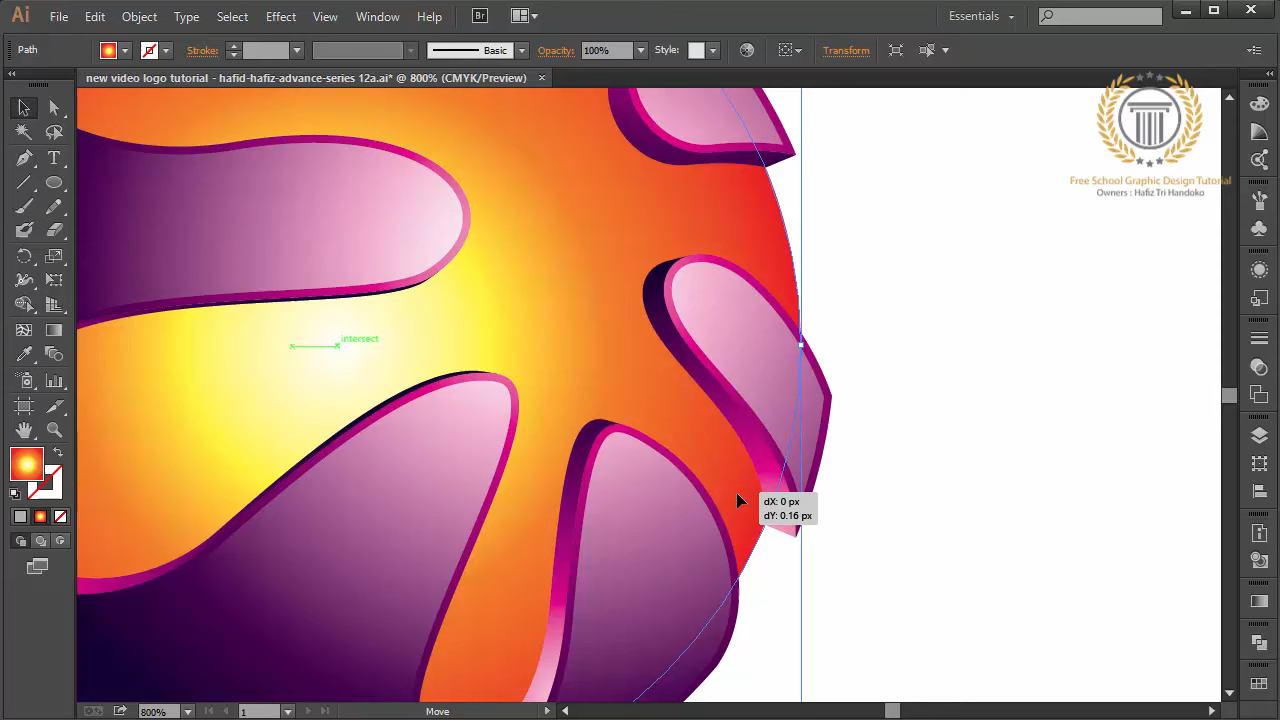 Ai File Edit Object Type Select Effect View Window Help Br Essentials
Path Stroke: Basic Opacity: 100% Style: Transform
new video logo tutorial - hafid-hafiz-advance-series 12a.ai* @ 800% (CMYK/Preview)
Free School Graphic Design Tutorial
Owners : Hafiz Tri Handoko
intersect
dX: 0 px
dY: 0.16 px
800% 1 Move